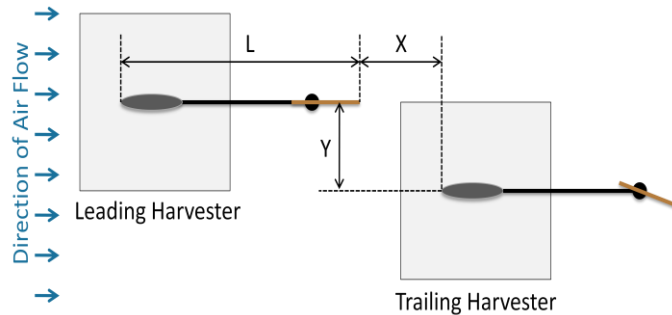 Direction of Air Flow
L
X
Y
Leading Harvester
Trailing Harvester